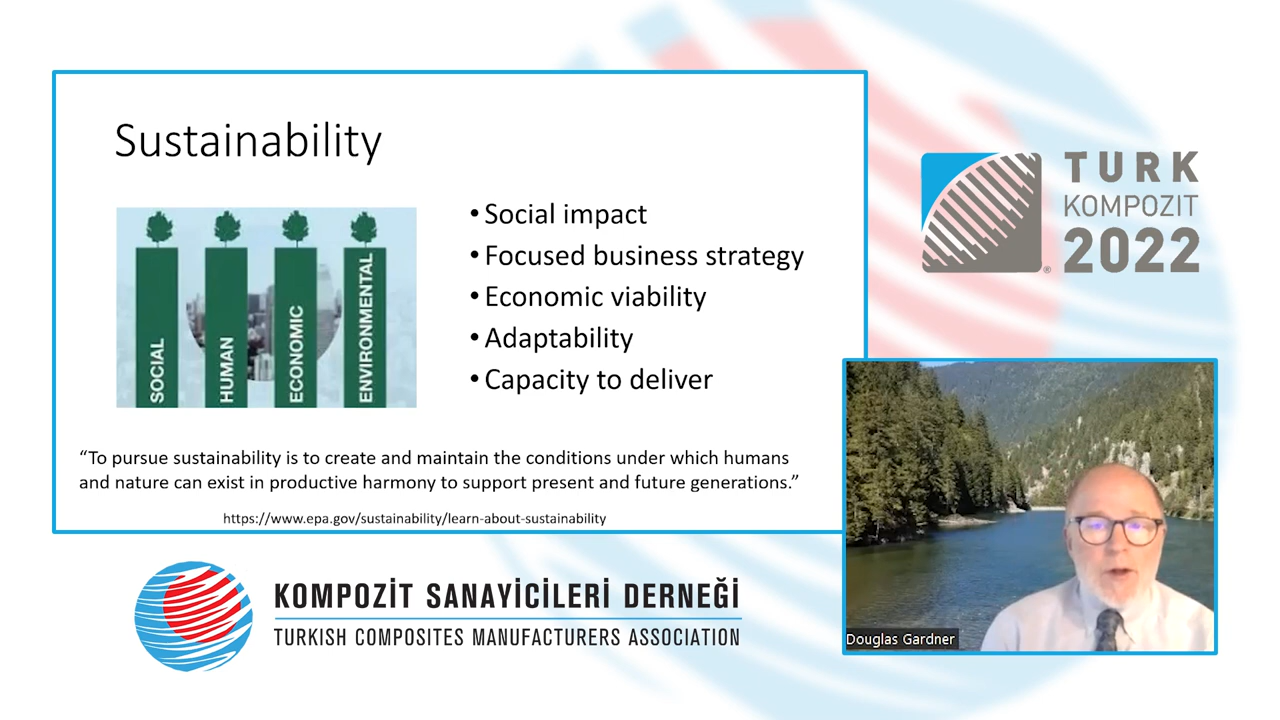 Sustainability
SOCIAL
HUMAN
ECONOMIC
ENVIRONMENTAL
• Social impact
• Focused business strategy
• Economic viability
• Adaptability
• Capacity to deliver
“To pursue sustainability is to create and maintain the conditions under which humans
and nature can exist in productive harmony to support present and future generations.”
https://www.epa.gov/sustainability/learn-about-sustainability
TURK
KOMPOZIT
2022
®
Douglas Gardner
KOMPOZİT SANAYİCİLERİ DERNEĞİ
TURKISH COMPOSITES MANUFACTURERS ASSOCIATION